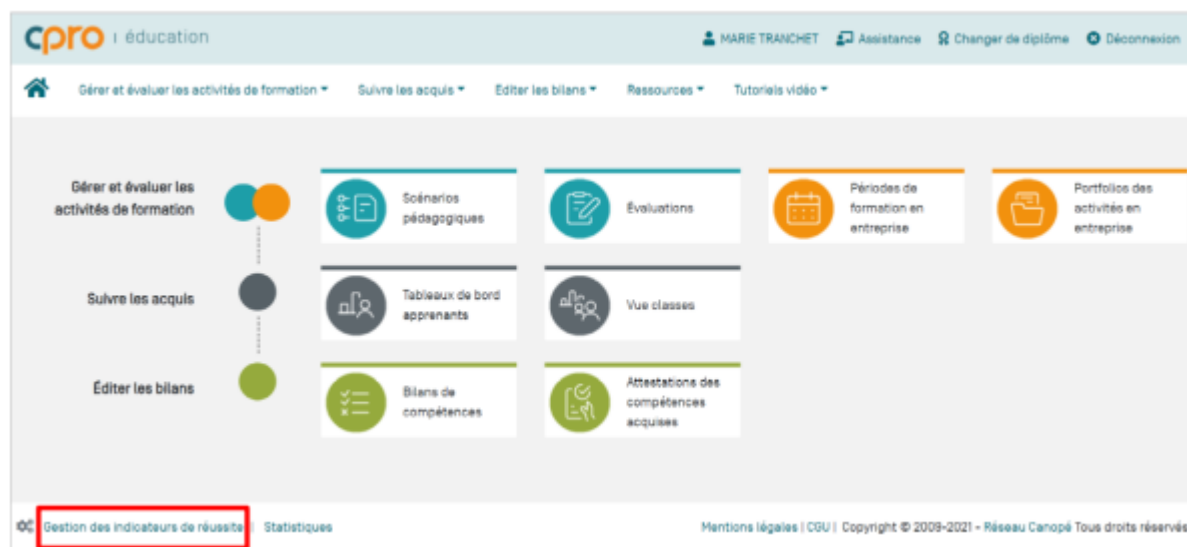 cpro | éducation
MARIE TRANCHET Assistance Changer de diplôme Déconnexion
Gérer et évaluer les activités de formation Suivre les acquis Editer les bilans Ressources Tutoriels vidéo
Gérer et évaluer les
activités de formation
Scénarios
pédagogiques
Évaluations
Périodes de
formation en
entreprise
Portfolios des
activités en
entreprise
Suivre les acquis
Tableaux de bord
apprenants
Vue classes
Éditer les bilans
Bilans de
compétences
Attestations des
compétences
acquises
Gestion des indicateurs de réussite | Statistiques
Mentions légales | CGU | Copyright © 2009-2021 - Réseau Canopé Tous droits réservés